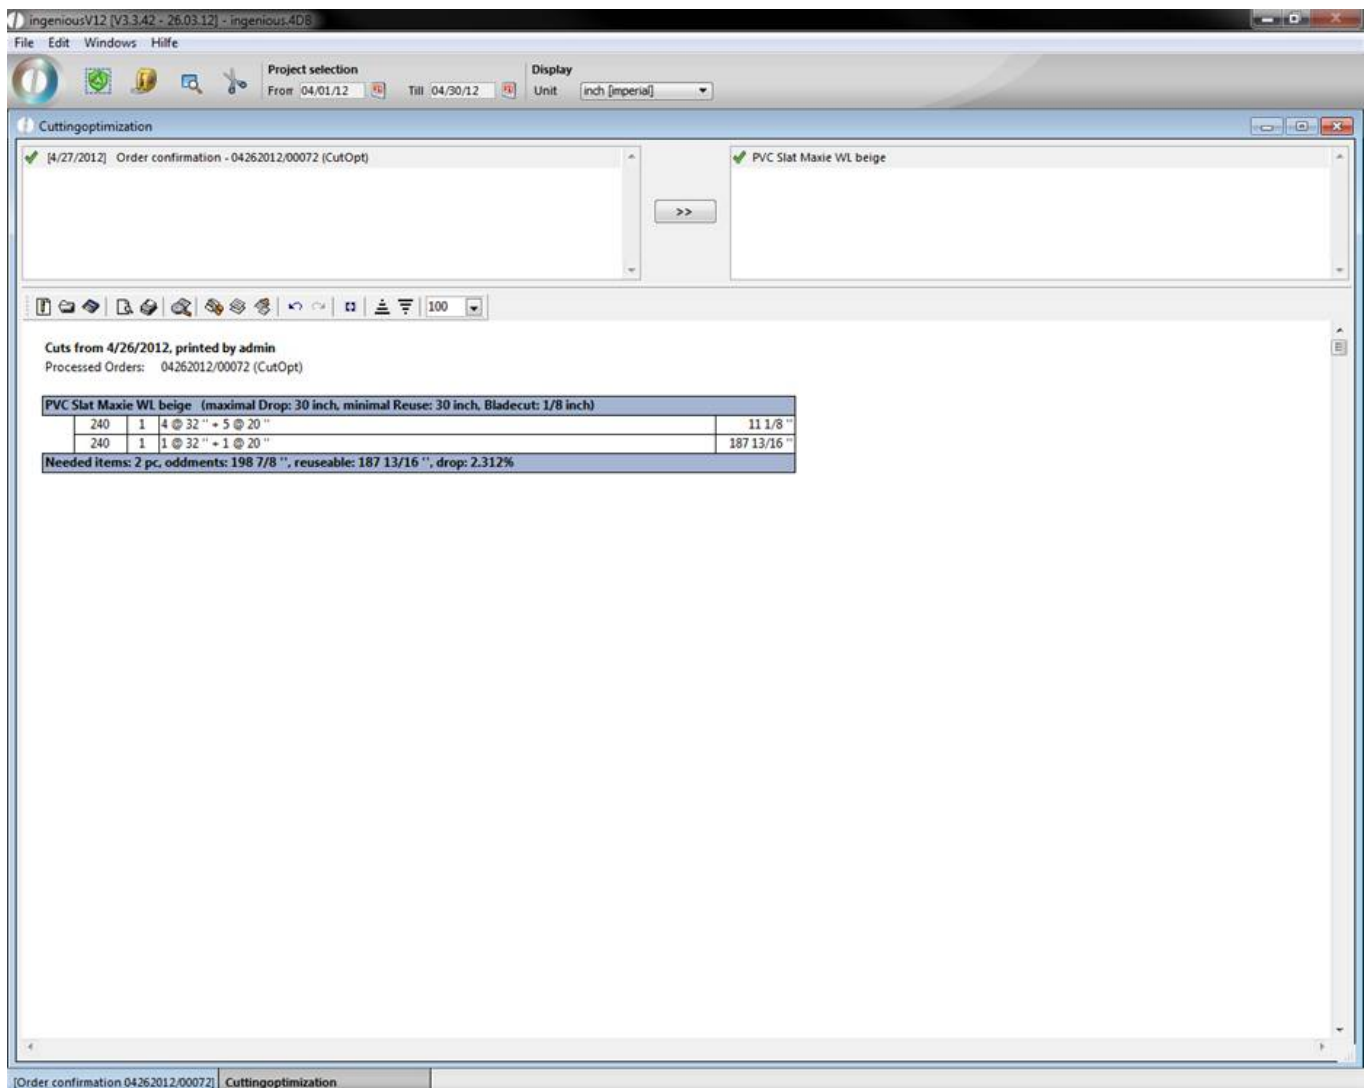 ingeniousV12 [V3.3.42 - 26.03.12] - ingenious.4DB
File Edit Windows Hilfe
Project selection
Display
From 04/01/12 Till 04/30/12 Unit inch [imperial]
Cuttingoptimization
[4/27/2012] Order confirmation - 04262012/00072 (CutOpt)
PVC Slat Maxie WL beige
>>
100
Cuts from 4/26/2012, printed by admin
Processed Orders: 04262012/00072 (CutOpt)
PVC Slat Maxie WL beige (maximal Drop: 30 inch, minimal Reuse: 30 inch, Bladecut: 1/8 inch)
240 1 4 @ 32 '' + 5 @ 20 '' 11 1/8 ''
240 1 1 @ 32 '' + 1 @ 20 '' 187 13/16 ''
Needed items: 2 pc, oddments: 198 7/8 '', reuseable: 187 13/16 '', drop: 2.312%
[Order confirmation 04262012/00072] Cuttingoptimization